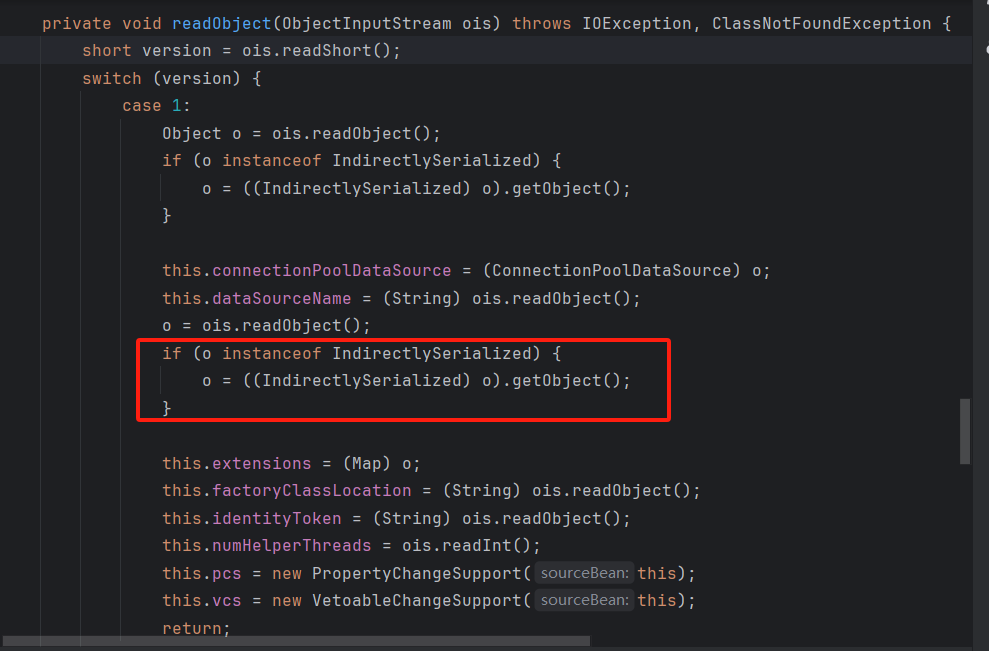 private void readObject(ObjectInputStream ois) throws IOException, ClassNotFoundException {
    short version = ois.readShort();
    switch (version) {
        case 1:
            Object o = ois.readObject();
            if (o instanceof IndirectlySerialized) {
                o = ((IndirectlySerialized) o).getObject();
            }

            this.connectionPoolDataSource = (ConnectionPoolDataSource) o;
            this.dataSourceName = (String) ois.readObject();
            o = ois.readObject();
            if (o instanceof IndirectlySerialized) {
                o = ((IndirectlySerialized) o).getObject();
            }

            this.extensions = (Map) o;
            this.factoryClassLocation = (String) ois.readObject();
            this.identityToken = (String) ois.readObject();
            this.numHelperThreads = ois.readInt();
            this.pcs = new PropertyChangeSupport( sourceBean: this);
            this.vcs = new VetoableChangeSupport( sourceBean: this);
            return;